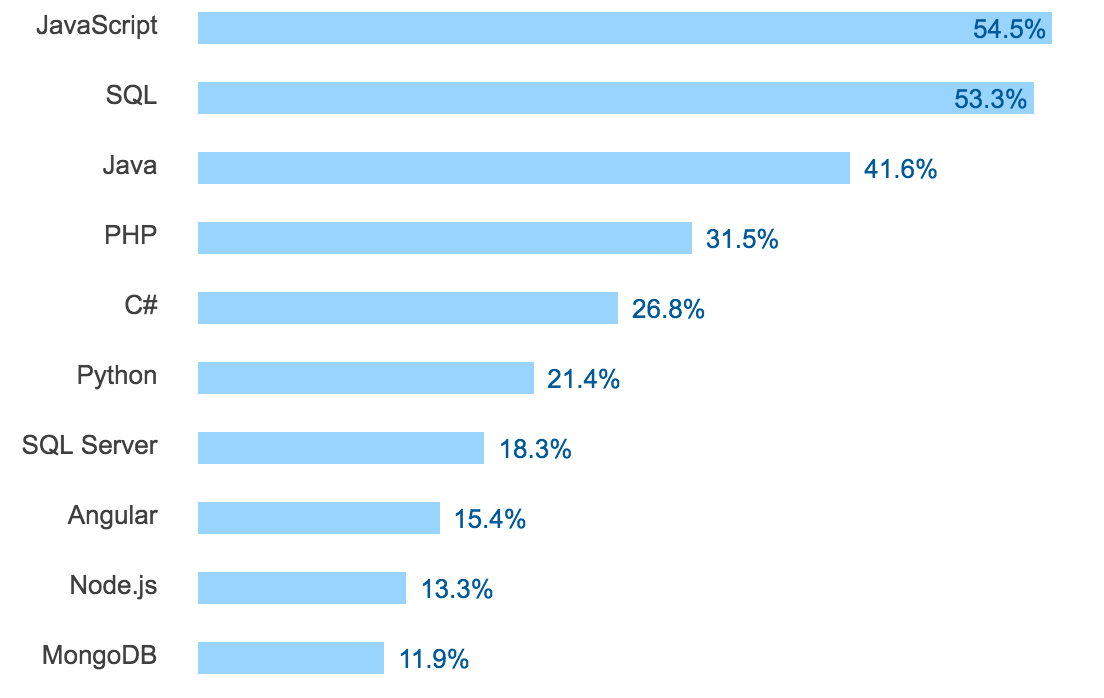 JavaScript 54.5%
SQL 53.3%
Java 41.6%
PHP 31.5%
C# 26.8%
Python 21.4%
SQL Server 18.3%
Angular 15.4%
Node.js 13.3%
MongoDB 11.9%